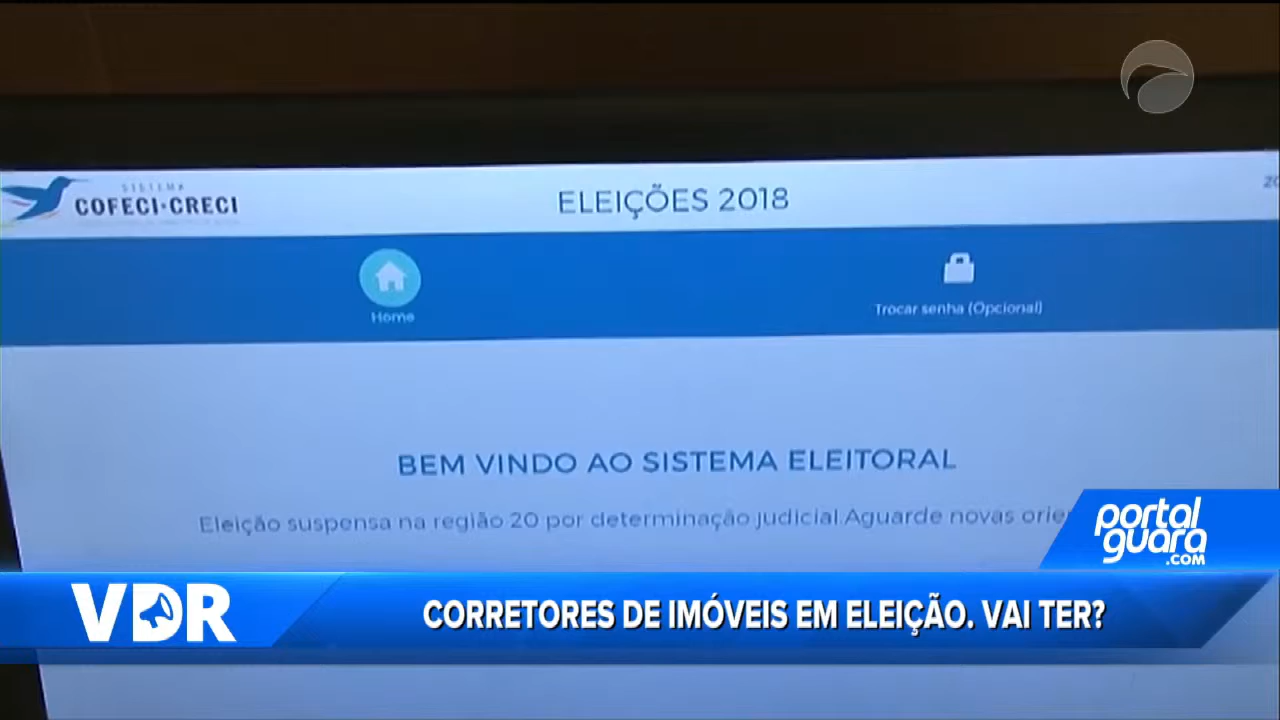 SISTEMA
COFECI-CRECI
ELEIÇÕES 2018
Home
Trocar senha (Opcional)
BEM VINDO AO SISTEMA ELEITORAL
Eleição suspensa na região 20 por determinação judicial. Aguarde novas
portal
guara
.com
VDR
CORRETORES DE IMÓVEIS EM ELEIÇÃO. VAI TER?